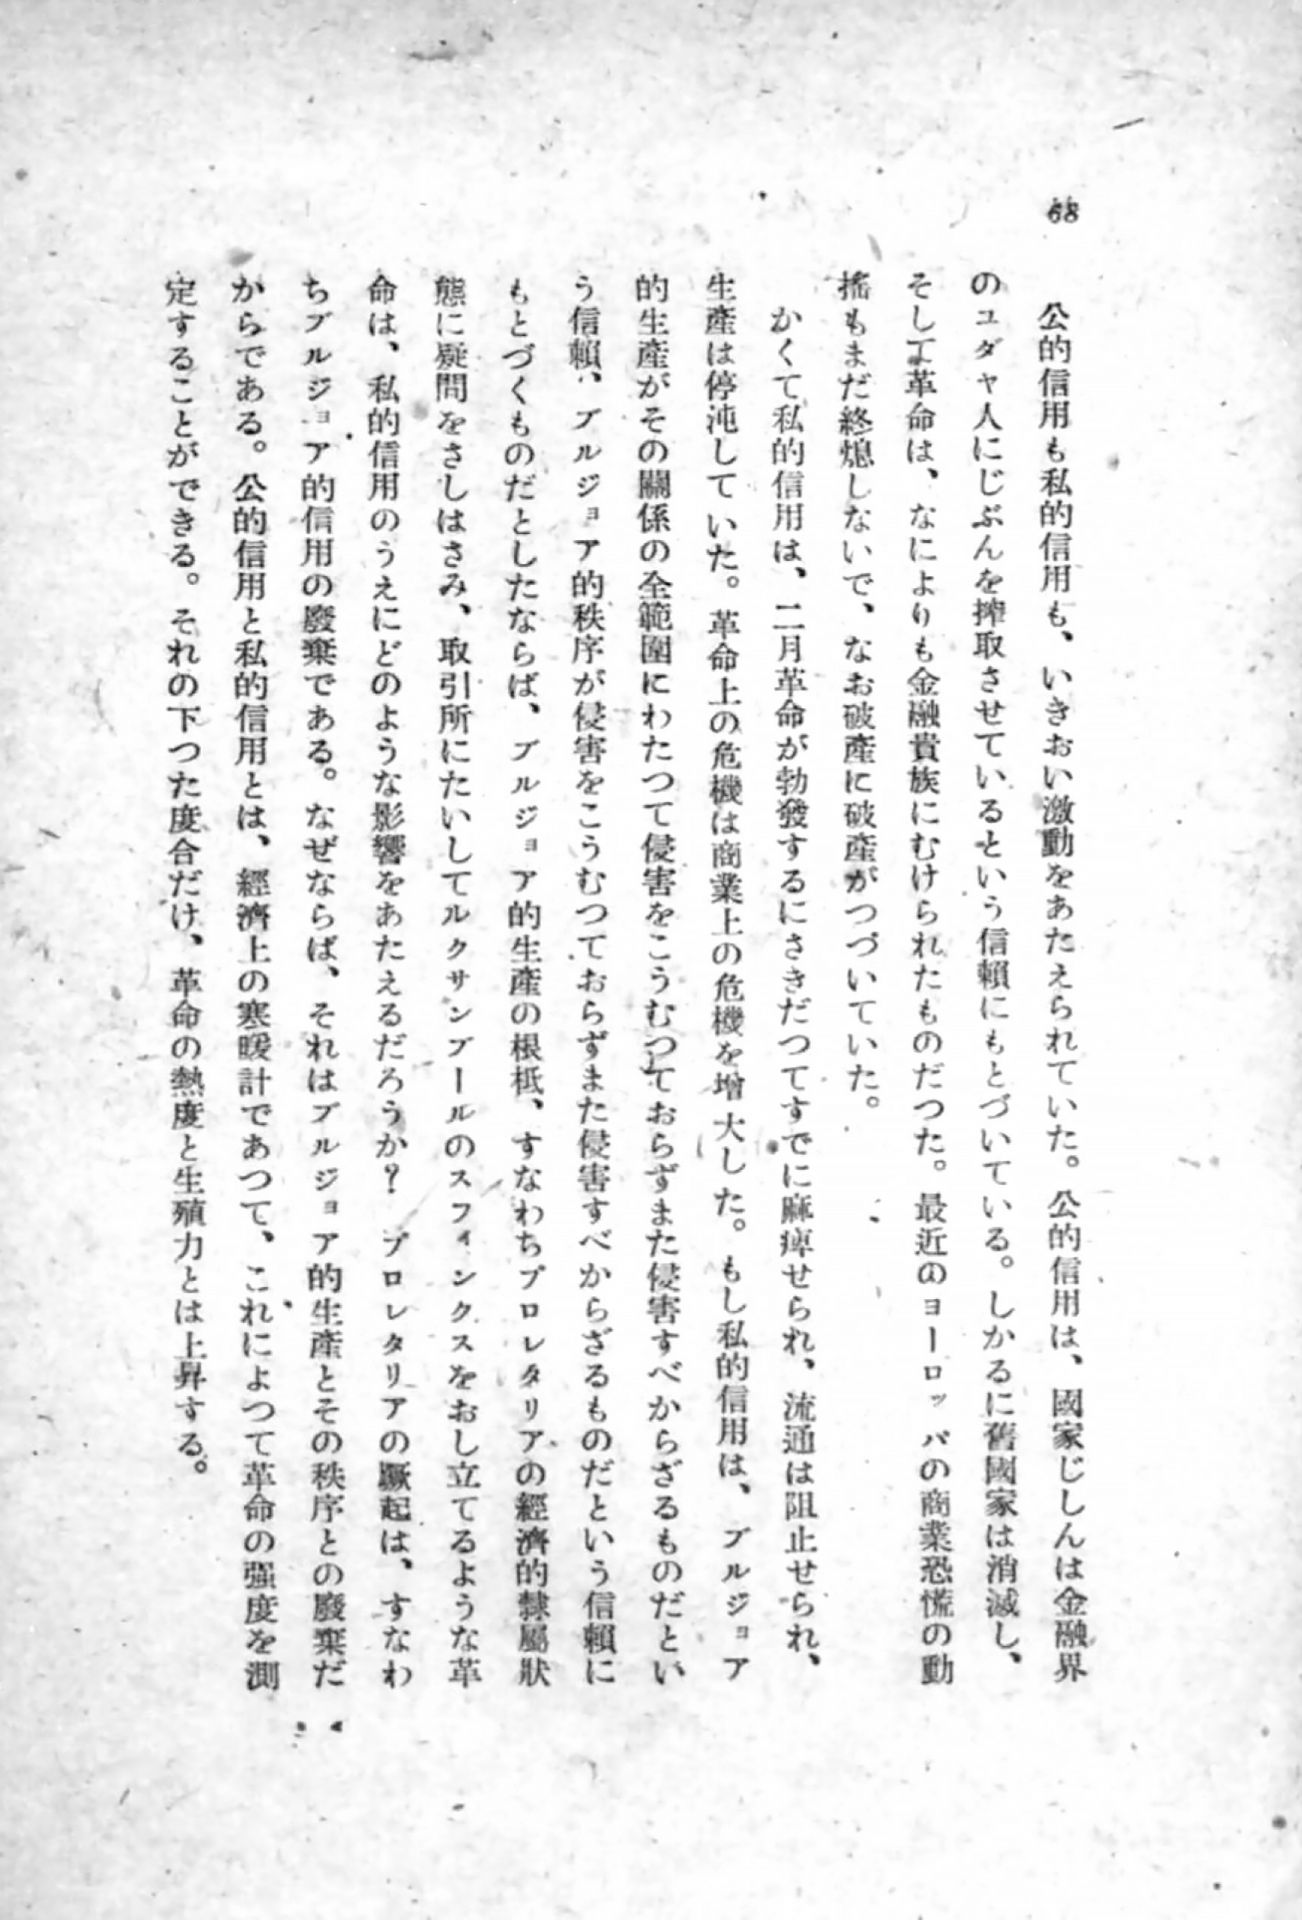 68
公的信用も私的信用も、いきおい激動をあたえられていた。公的信用は、國家じしんは金融界
のユダヤ人にじぶんを搾取させているという信頼にもとづいている。しかるに舊國家は消滅し、
そして革命は、なによりも金融貴族にむけられたものだつた。最近のヨーロッパの商業恐慌の動
搖もまだ終熄しないで、なお破產に破產がつづいていた。
かくて私的信用は、二月革命が勃發するにさきだつてすでに麻痺せられ、流通は阻止せられ、
生產は停沌していた。革命上の危機は商業上の危機を增大した。もし私的信用は、ブルジョア
的生產がその關係の全範圍にわたつて侵害をこうむつておらずまた侵害すべからざるものだとい
う信頼、ブルジョア的秩序が侵害をこうむつておらずまた侵害すべからざるものだという信頼に
もとづくものだとしたならば、ブルジョア的生產の根柢、すなわちプロレタリアの經濟的隸屬狀
態に疑問をさしはさみ、取引所にたいしてルクサンブールのスフィンクスをおし立てるような革
命は、私的信用のうえにどのような影響をあたえるだろうか？　プロレタリアの蹶起は、すなわ
ちブルジョア的信用の廢棄である。なぜならば、それはブルジョア的生產とその秩序との廢棄だ
からである。公的信用と私的信用とは、經濟上の寒暖計であつて、これによつて革命の强度を測
定することができる。それの下つた度合だけ、革命の熱度と生殖力とは上昇する。